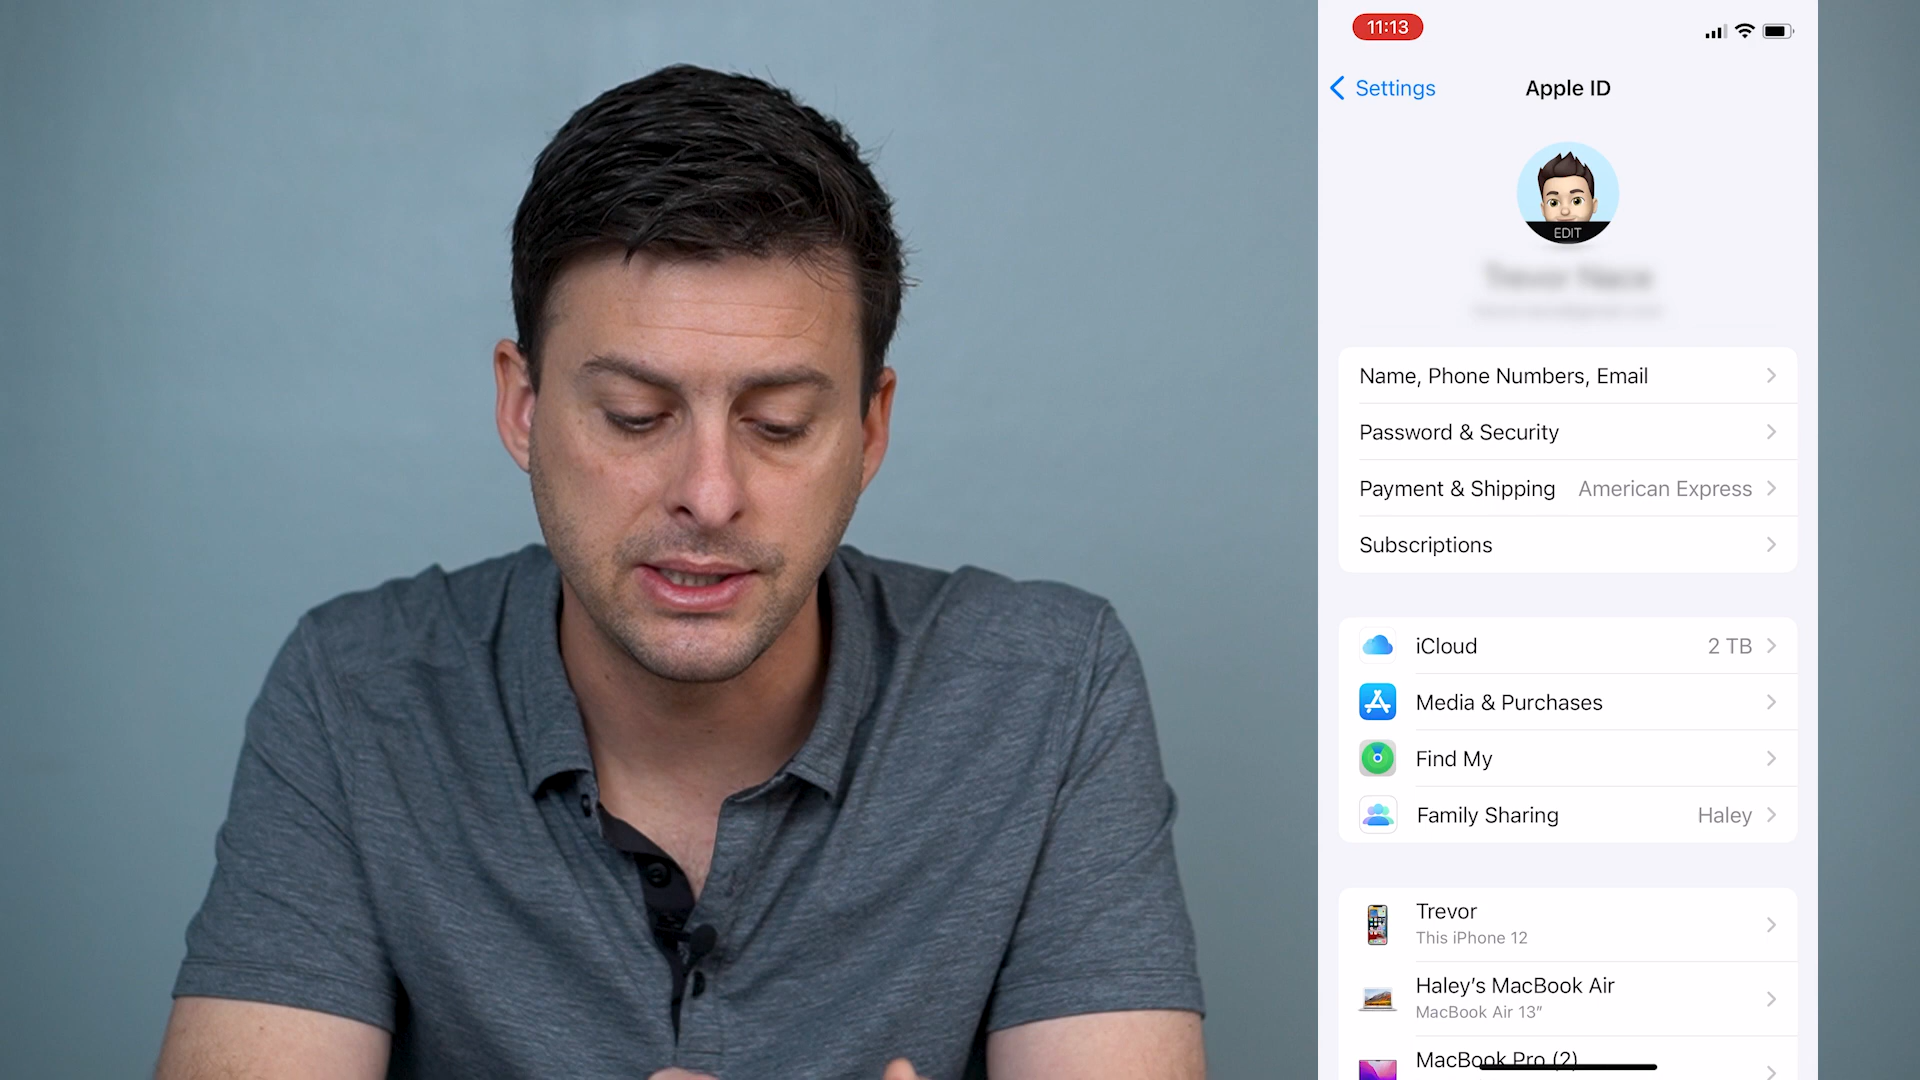 11:13
Settings
Apple ID
EDIT
Name, Phone Numbers, Email
Password & Security
Payment & Shipping American Express
Subscriptions
iCloud 2 TB
Media & Purchases
Find My
Family Sharing Haley
Trevor
This iPhone 12
Haley’s MacBook Air
MacBook Air 13”
MacBook Pro (2)